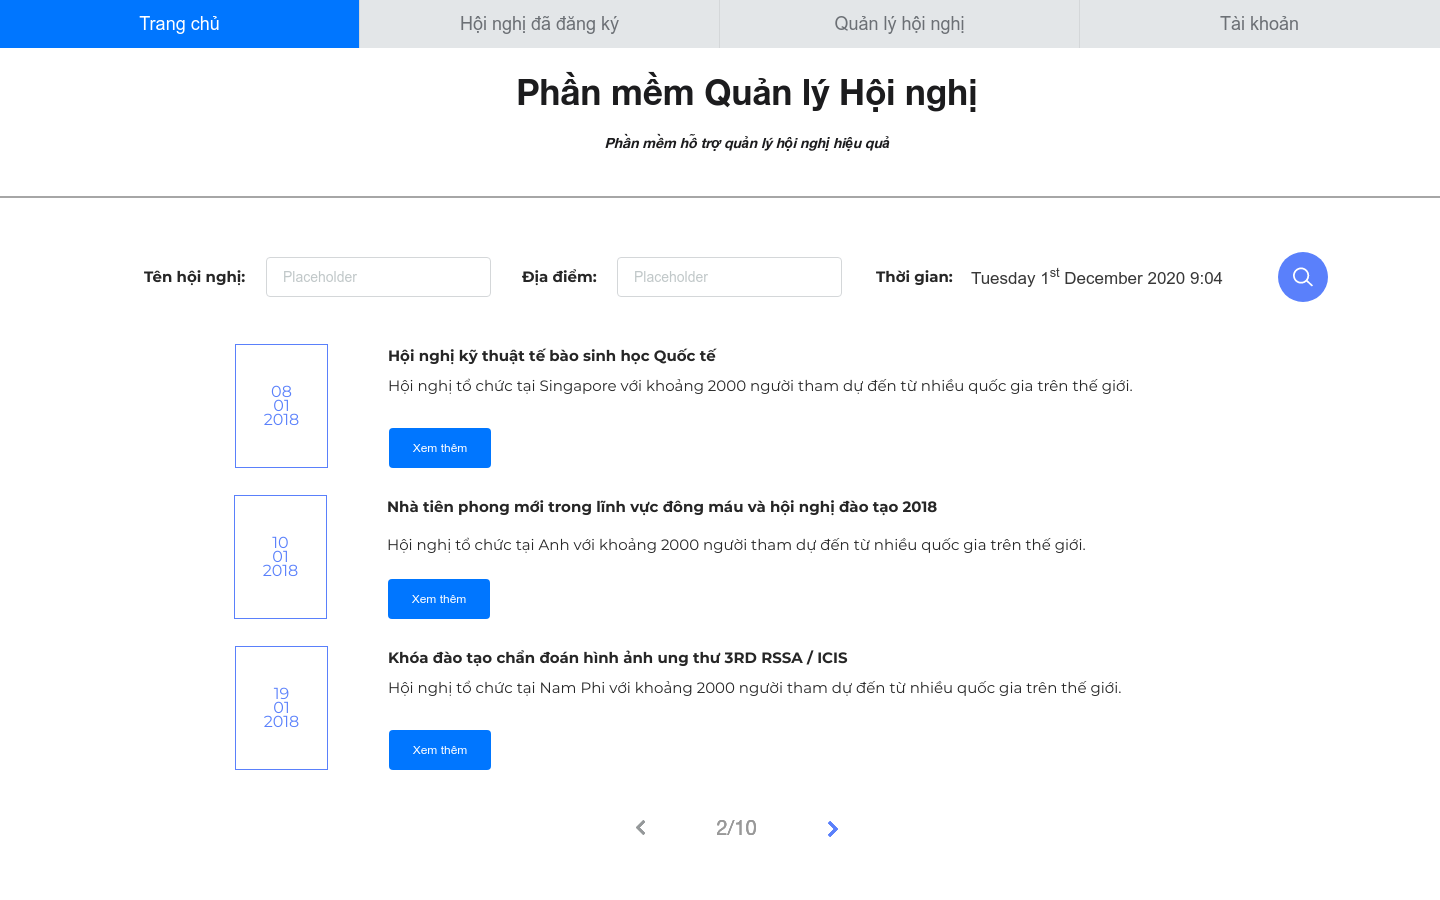 Trang chủ
Hội nghị đã đăng ký
Quản lý hội nghị
Tài khoản
Phần mềm Quản lý Hội nghị
Phần mềm hỗ trợ quản lý hội nghị hiệu quả
Tên hội nghị:
Placeholder
Địa điểm:
Placeholder
Thời gian:
Tuesday 1st December 2020 9:04
08
01
2018
Hội nghị kỹ thuật tế bào sinh học Quốc tế
Hội nghị tổ chức tại Singapore với khoảng 2000 người tham dự đến từ nhiều quốc gia trên thế giới.
Xem thêm
10
01
2018
Nhà tiên phong mới trong lĩnh vực đông máu và hội nghị đào tạo 2018
Hội nghị tổ chức tại Anh với khoảng 2000 người tham dự đến từ nhiều quốc gia trên thế giới.
Xem thêm
19
01
2018
Khóa đào tạo chẩn đoán hình ảnh ung thư 3RD RSSA / ICIS
Hội nghị tổ chức tại Nam Phi với khoảng 2000 người tham dự đến từ nhiều quốc gia trên thế giới.
Xem thêm
2/10